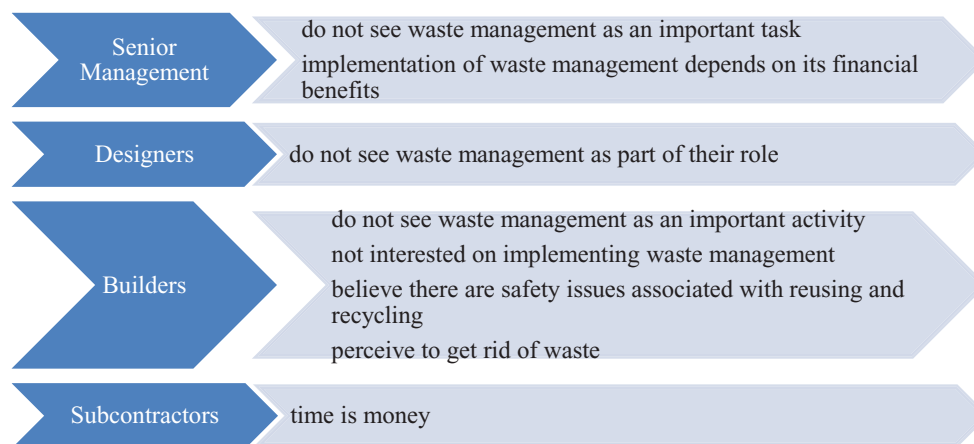 Senior
Management
do not see waste management as an important task
implementation of waste management depends on its financial
benefits
Designers
do not see waste management as part of their role
Builders
do not see waste management as an important activity
not interested on implementing waste management
believe there are safety issues associated with reusing and
recycling
perceive to get rid of waste
Subcontractors
time is money